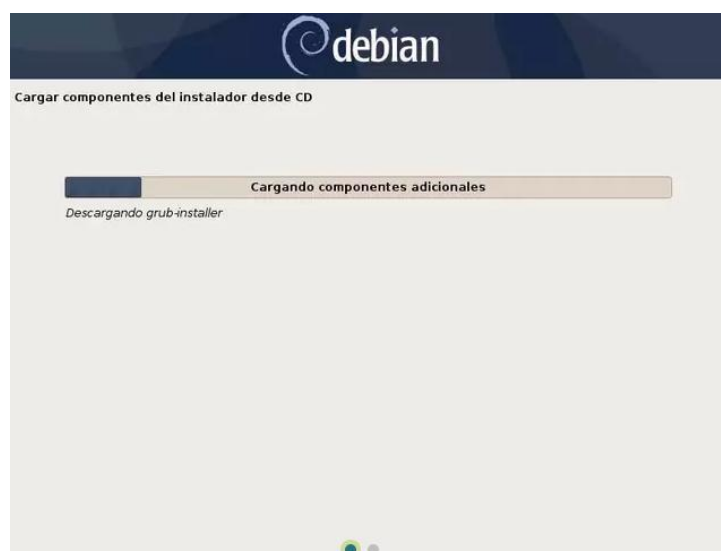 debian
Cargar componentes del instalador desde CD
Cargando componentes adicionales
Descargando grub-installer